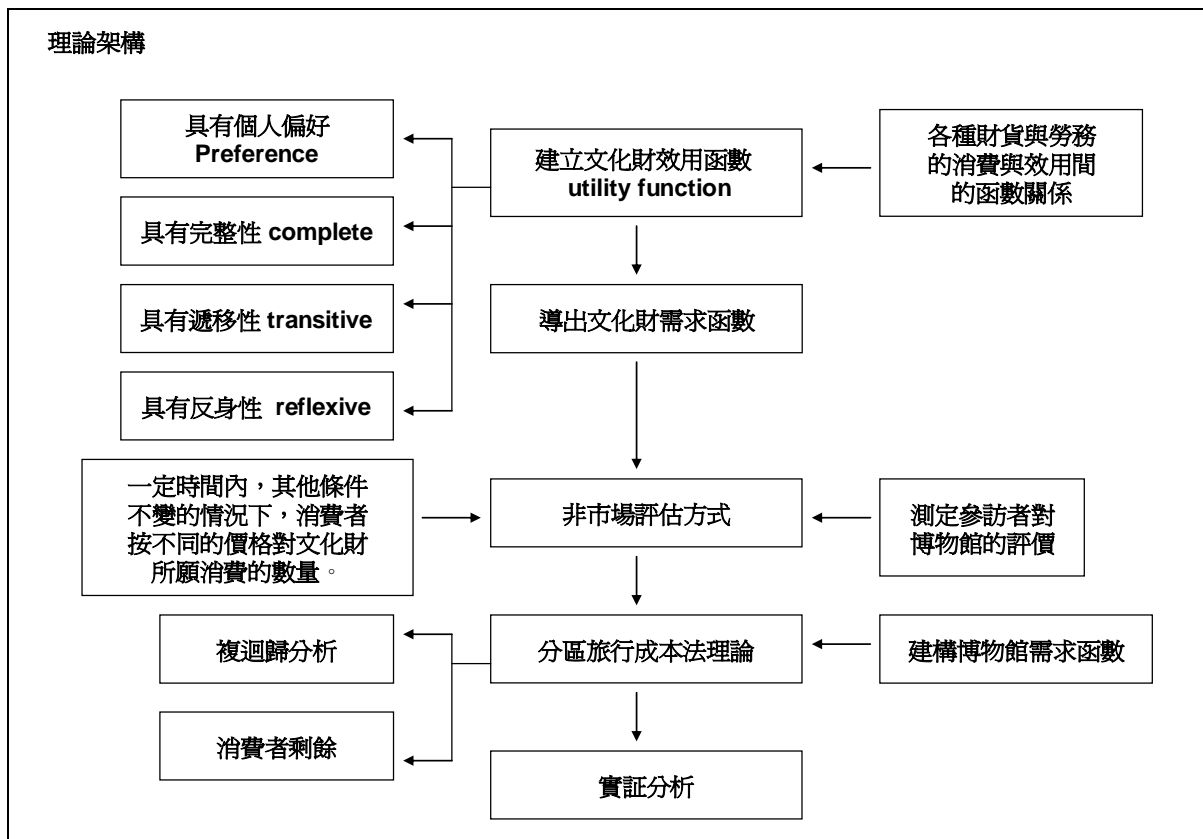 理論架構
具有個人偏好
Preference
建立文化財效用函數
utility function
各種財貨與勞務
的消費與效用間
的函數關係
具有完整性 complete
具有遞移性 transitive
導出文化財需求函數
具有反身性 reflexive
一定時間內，其他條件
不變的情況下，消費者
按不同的價格對文化財
所願消費的數量。
非市場評估方式
測定參訪者對
博物館的評價
複迴歸分析
分區旅行成本法理論
建構博物館需求函數
消費者剩餘
實証分析